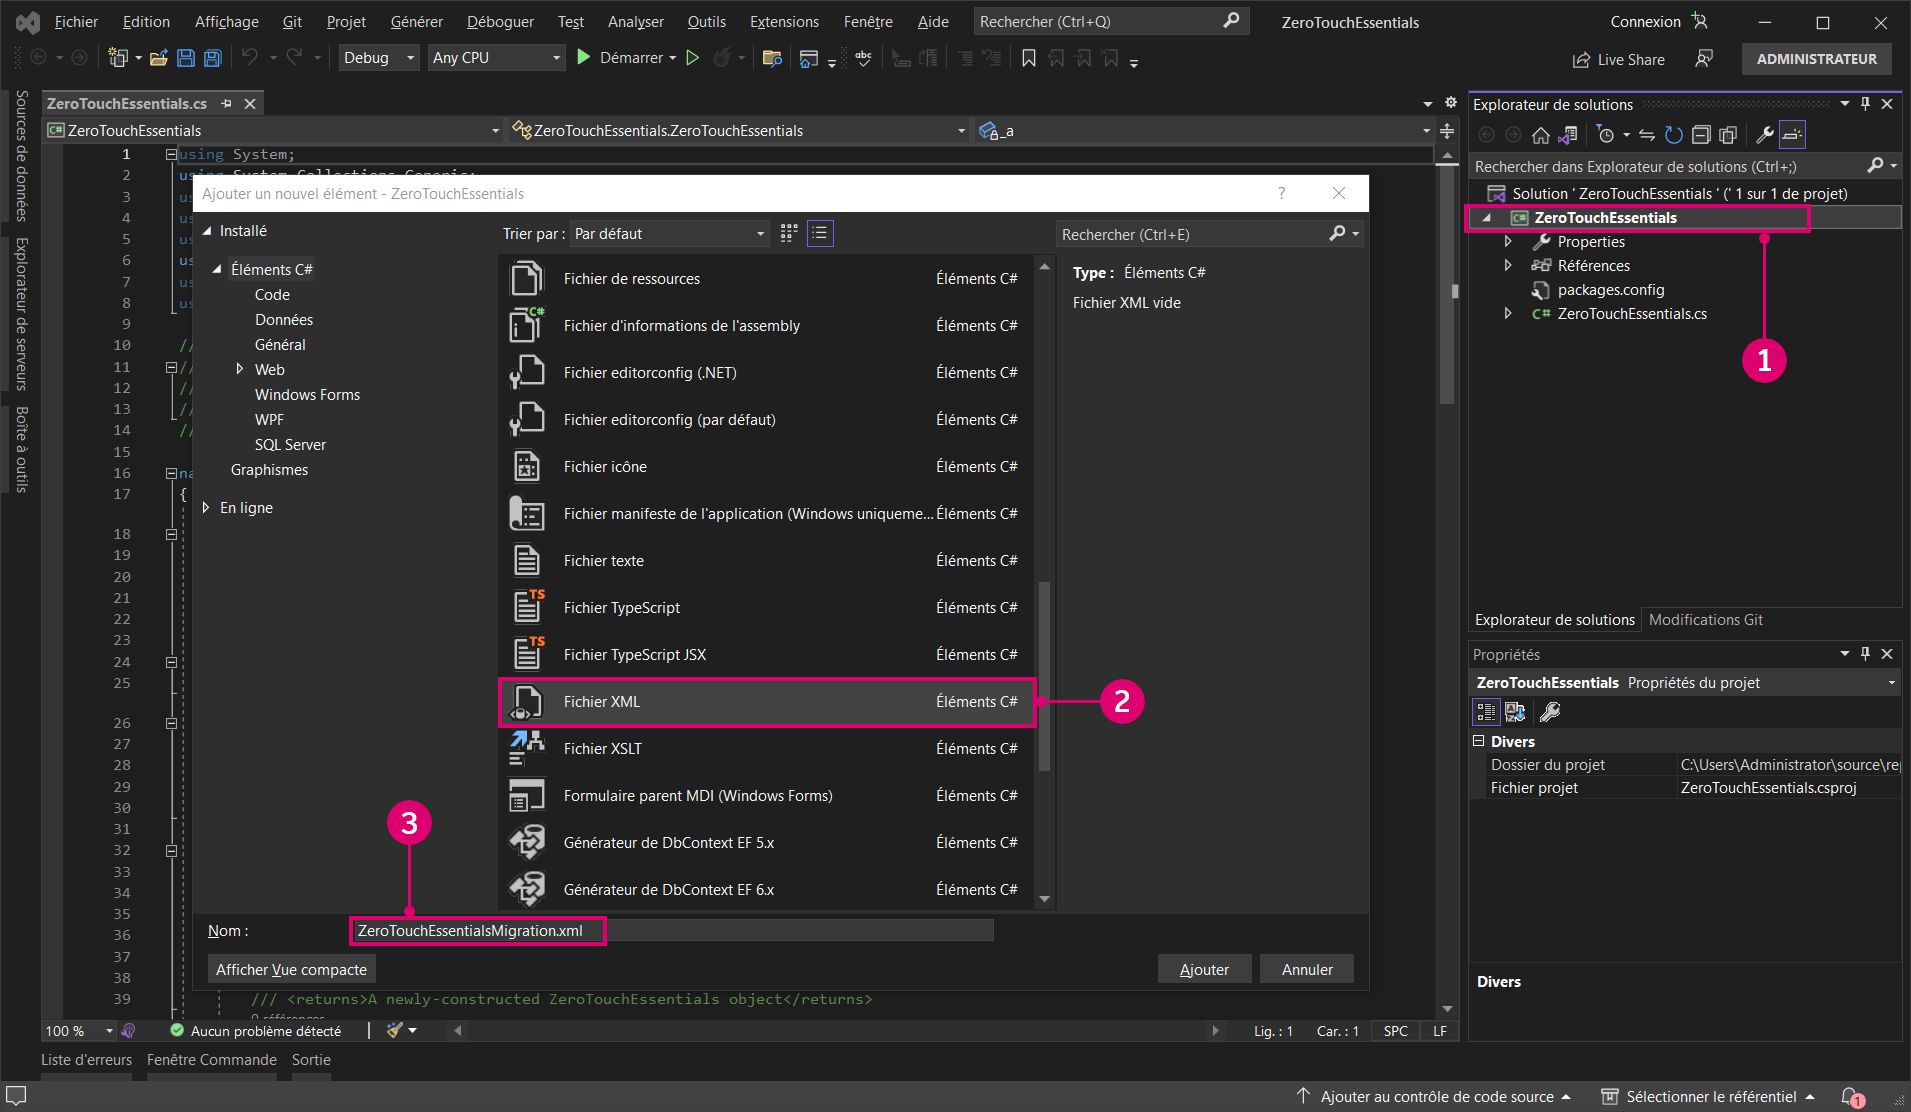 Fichier Edition Affichage Git Projet Générer Déboguer Test Analyser Outils Extensions Fenêtre Aide Rechercher (Ctrl+Q) ZeroTouchEssentials Connexion
Debug Any CPU Démarrer Live Share ADMINISTRATEUR
Sources de données
Explorateur de serveurs
Boîte à outils
ZeroTouchEssentials.cs
ZeroTouchEssentials ZeroTouchEssentials.ZeroTouchEssentials _a
1 using System;
2 using System.Collections.Generic;
3 us
4 us
5 us
6 us
7 us
8 us
9
10 //
11 //
12 //
13 //
14 //
15
16 na
17 {
18
19
20
21
22
23
24
25
26
27
28
29
30
31
32
33
34
35
36
37
38
39 /// <returns>A newly-constructed ZeroTouchEssentials object</returns>
0 références
Ajouter un nouvel élément - ZeroTouchEssentials ?
Installé
Éléments C#
Code
Données
Général
Web
Windows Forms
WPF
SQL Server
Graphismes
En ligne
Trier par : Par défaut
Rechercher (Ctrl+E)
Fichier de ressources Éléments C#
Fichier d'informations de l'assembly Éléments C#
Fichier editorconfig (.NET) Éléments C#
Fichier editorconfig (par défaut) Éléments C#
Fichier icône Éléments C#
Fichier manifeste de l'application (Windows uniqueme... Éléments C#
Fichier texte Éléments C#
Fichier TypeScript Éléments C#
Fichier TypeScript JSX Éléments C#
Fichier XML Éléments C#
Fichier XSLT Éléments C#
Formulaire parent MDI (Windows Forms) Éléments C#
Générateur de DbContext EF 5.x Éléments C#
Générateur de DbContext EF 6.x Éléments C#
Type : Éléments C#
Fichier XML vide
2
3
Nom : ZeroTouchEssentialsMigration.xml
Afficher Vue compacte Ajouter Annuler
100 % Aucun problème détecté Lig. : 1 Car. : 1 SPC LF
Liste d'erreurs Fenêtre Commande Sortie
Explorateur de solutions
Rechercher dans Explorateur de solutions (Ctrl+;)
Solution ' ZeroTouchEssentials ' (' 1 sur 1 de projet)
C# ZeroTouchEssentials
Properties
Références
packages.config
C# ZeroTouchEssentials.cs
1
Explorateur de solutions Modifications Git
Propriétés
ZeroTouchEssentials Propriétés du projet
Divers
Dossier du projet C:\Users\Administrator\source\rep
Fichier projet ZeroTouchEssentials.csproj
Divers
Ajouter au contrôle de code source Sélectionner le référentiel 1